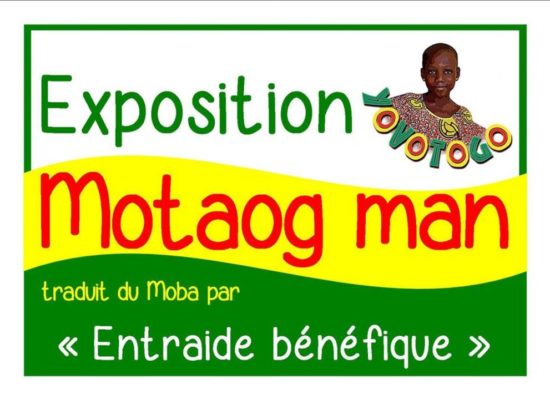 Exposition
YOVOTOGO
Motaog man
traduit du Moba par
« Entraide bénéfique »